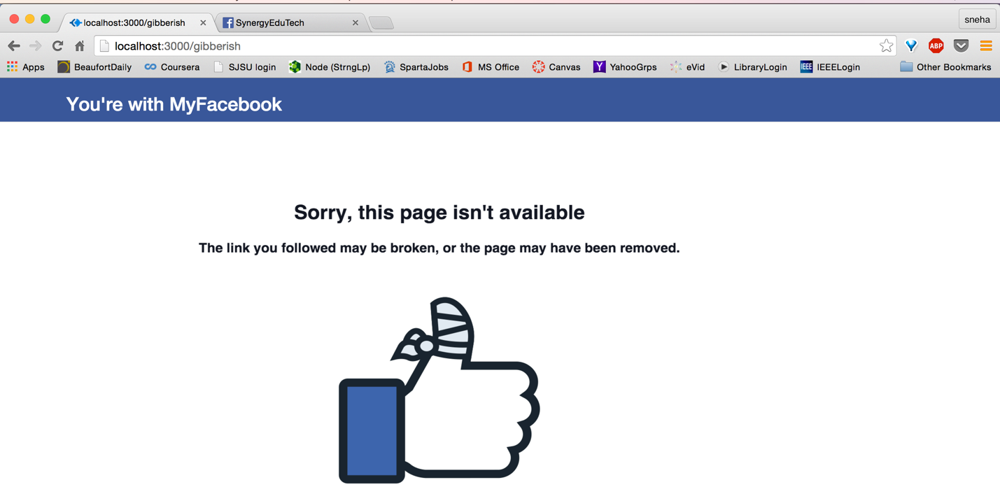 localhost:3000/gibberish
SynergyEduTech
sneha
localhost:3000/gibberish
ABP
Apps BeaufortDaily Coursera SJSU login Node (StrngLp) SpartaJobs MS Office Canvas YahooGrps eVid LibraryLogin IEEE IEEELogin Other Bookmarks
You're with MyFacebook
Sorry, this page isn't available
The link you followed may be broken, or the page may have been removed.